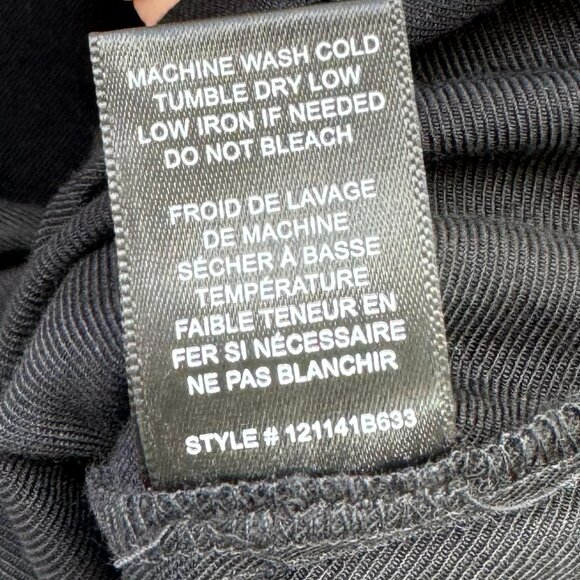 MACHINE WASH COLD
TUMBLE DRY LOW
LOW IRON IF NEEDED
DO NOT BLEACH
FROID DE LAVAGE
DE MACHINE
SÉCHER À BASSE
TEMPÉRATURE
FAIBLE TENEUR EN
FER SI NÉCESSAIRE
NE PAS BLANCHIR
STYLE # 121141B633